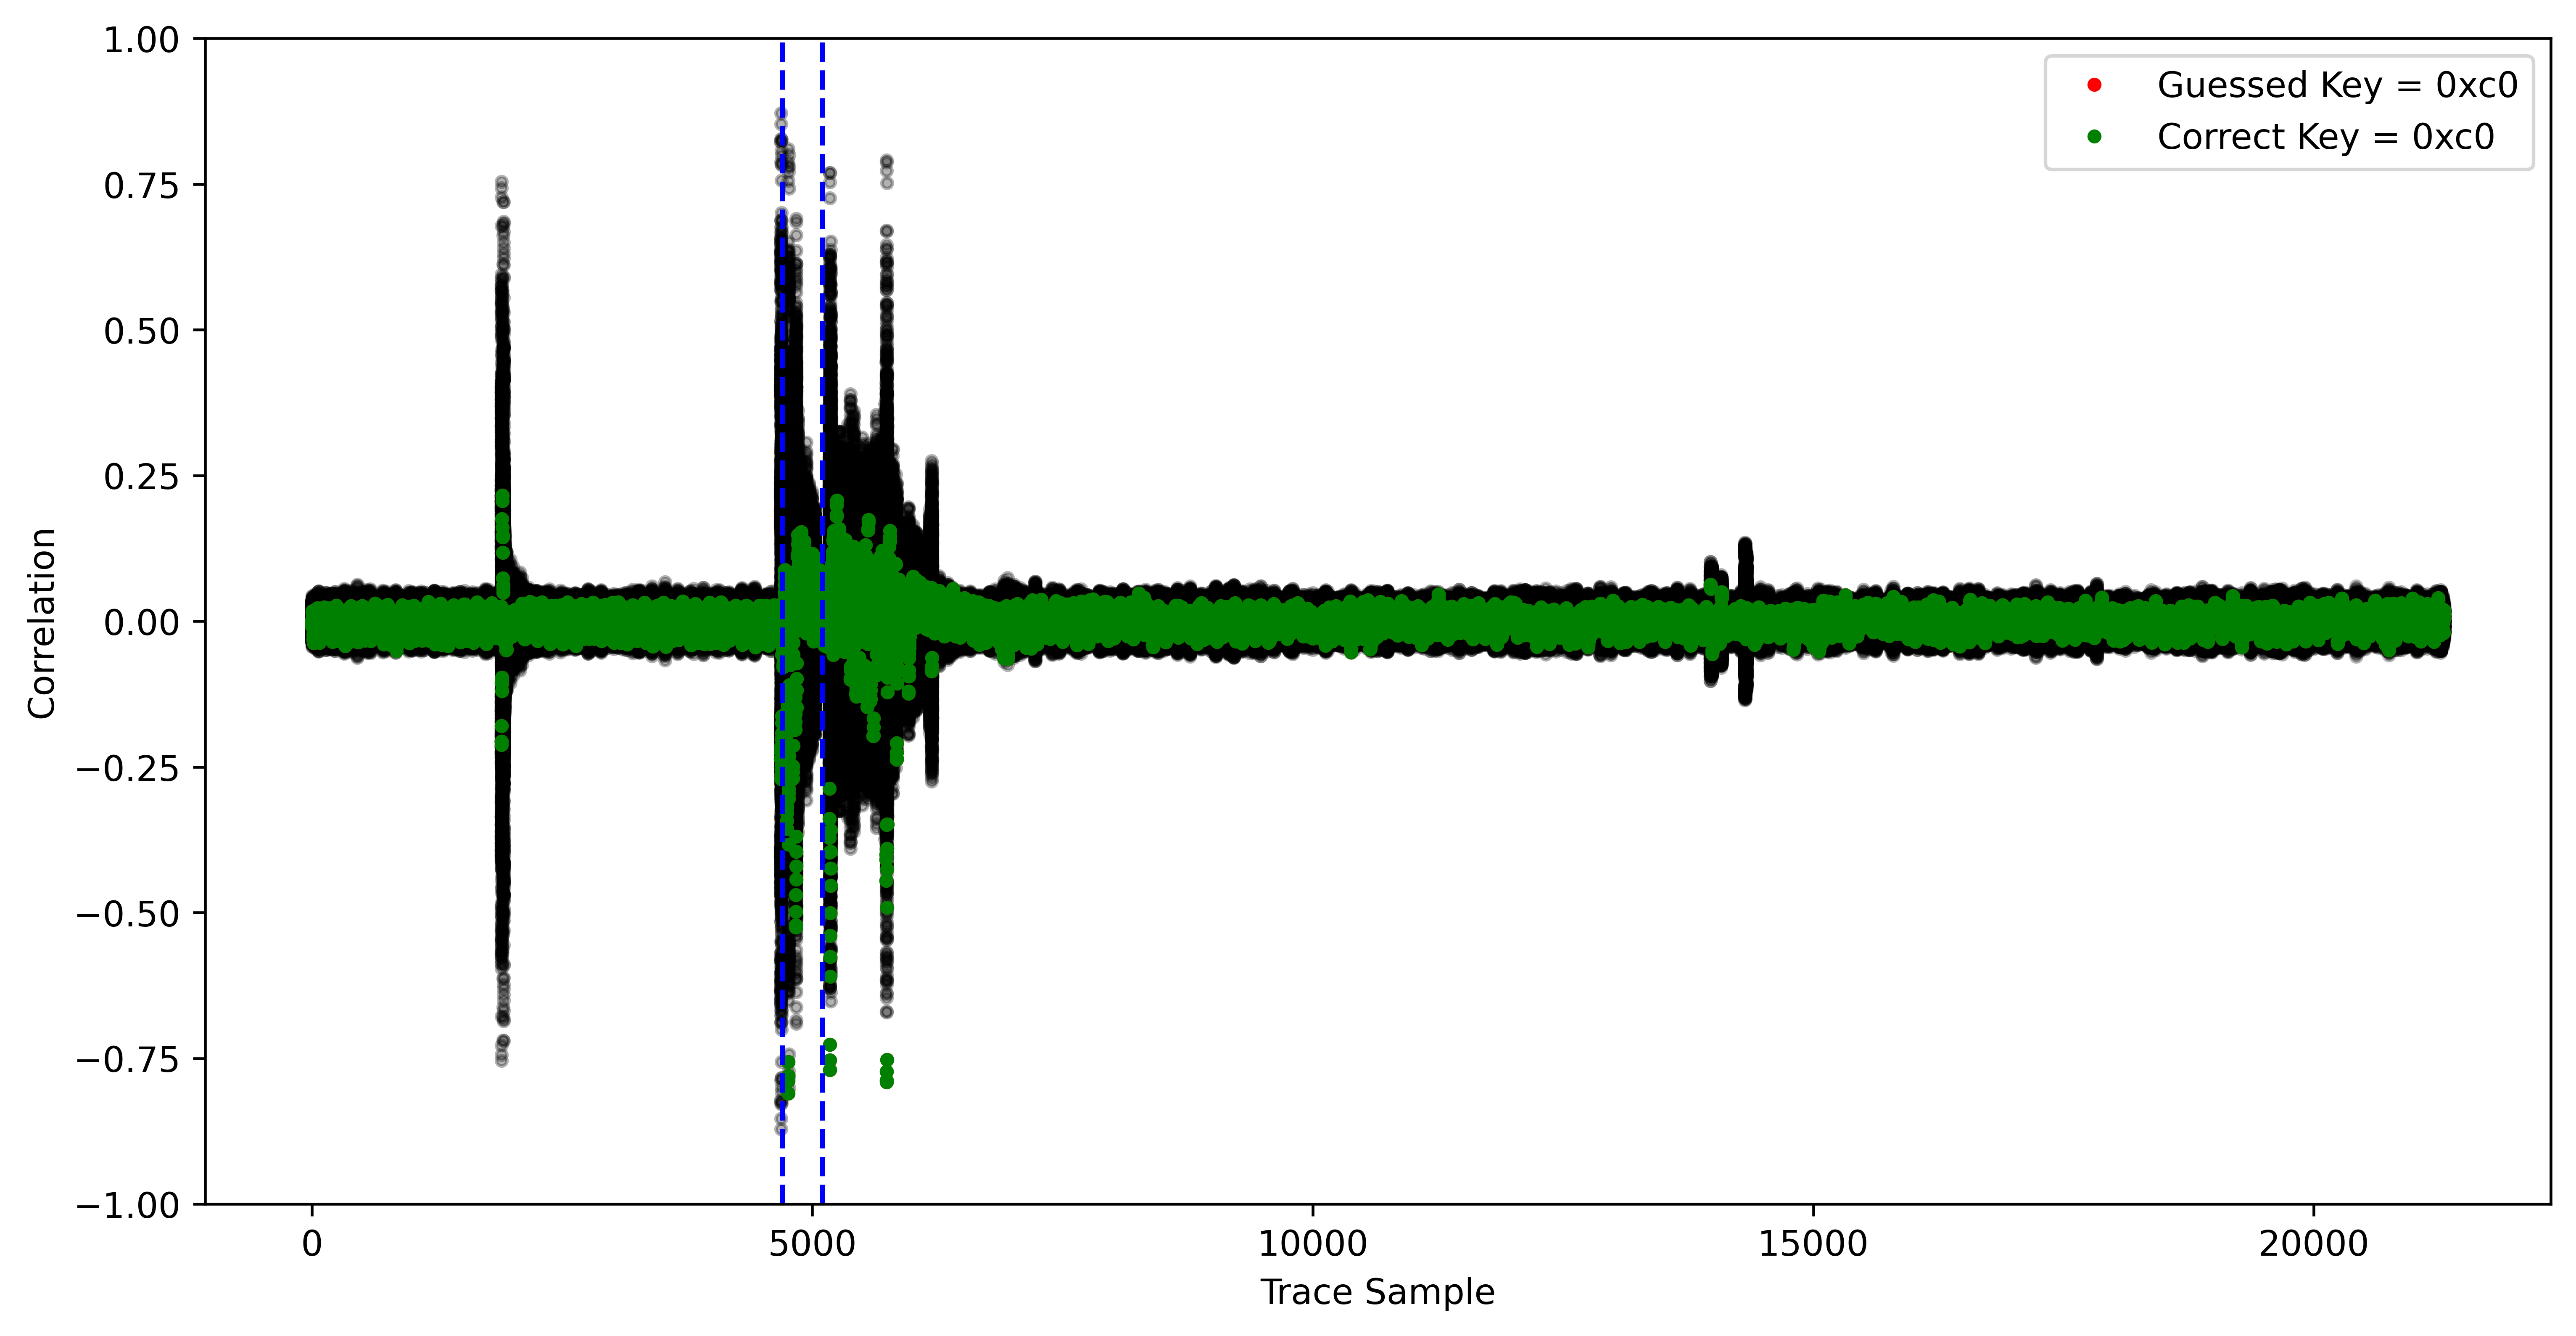 1.00
0.75
0.50
0.25
0.00
−0.25
−0.50
−0.75
−1.00
Correlation
Guessed Key = 0xc0
Correct Key = 0xc0
0 5000 10000 15000 20000
Trace Sample